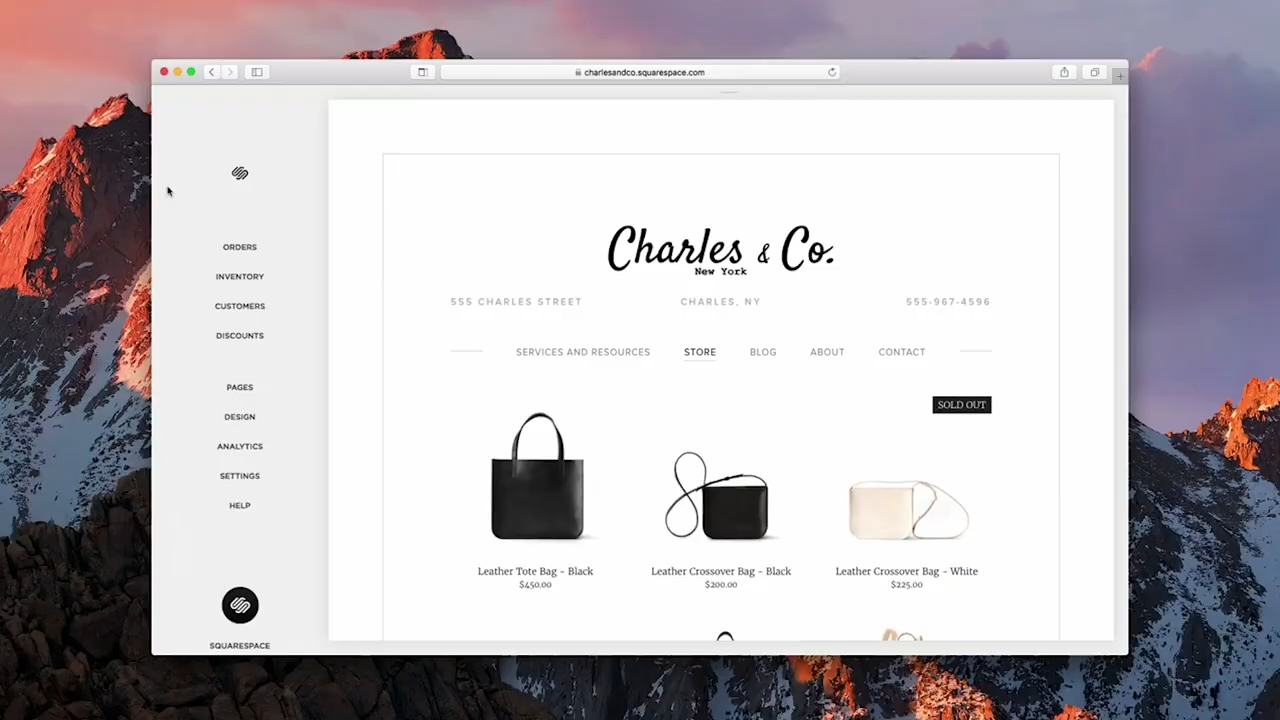 charlesandco.squarespace.com
ORDERS
INVENTORY
CUSTOMERS
DISCOUNTS
PAGES
DESIGN
ANALYTICS
SETTINGS
HELP
SQUARESPACE
Charles & Co.
New York
555 CHARLES STREET CHARLES, NY 555-967-4596
SERVICES AND RESOURCES STORE BLOG ABOUT CONTACT
SOLD OUT
Leather Tote Bag - Black Leather Crossover Bag - Black Leather Crossover Bag - White
$450.00 $200.00 $225.00